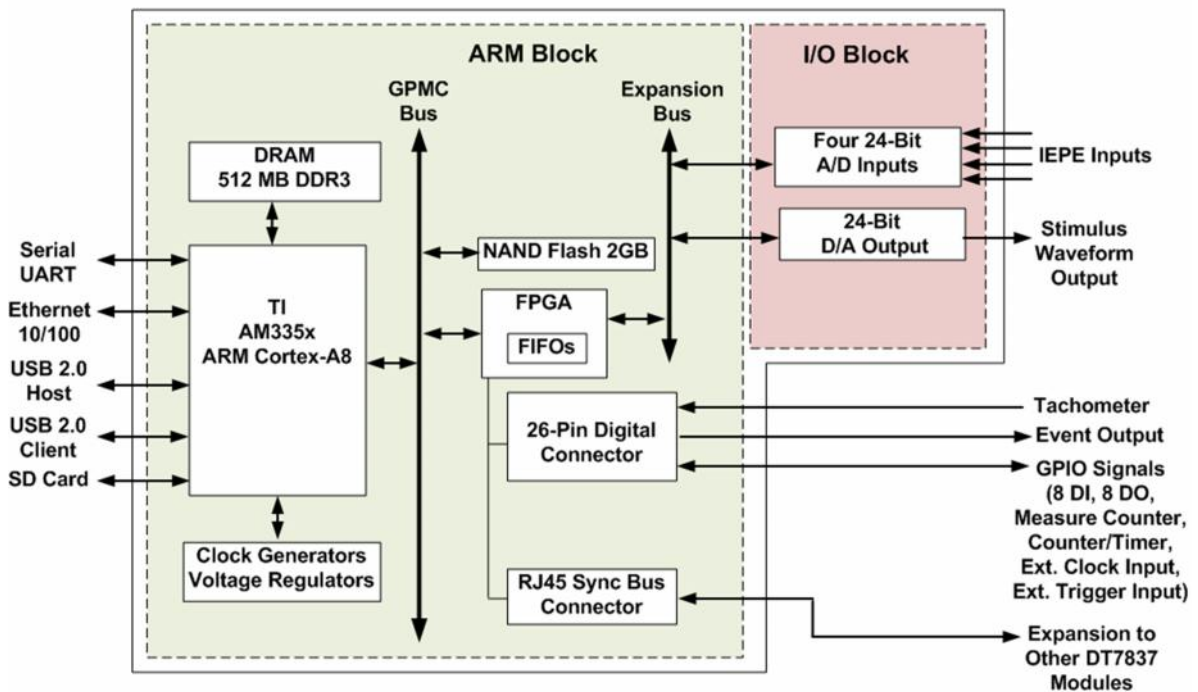 ARM Block
I/O Block
GPMC
Bus
Expansion
Bus
DRAM
512 MB DDR3
Four 24-Bit
A/D Inputs
IEPE Inputs
24-Bit
D/A Output
Stimulus
Waveform
Output
Serial
UART
Ethernet
10/100
USB 2.0
Host
USB 2.0
Client
SD Card
TI
AM335x
ARM Cortex-A8
NAND Flash 2GB
FPGA
FIFOs
26-Pin Digital
Connector
Tachometer
Event Output
GPIO Signals
(8 DI, 8 DO,
Measure Counter,
Counter/Timer,
Ext. Clock Input,
Ext. Trigger Input)
Clock Generators
Voltage Regulators
RJ45 Sync Bus
Connector
Expansion to
Other DT7837
Modules